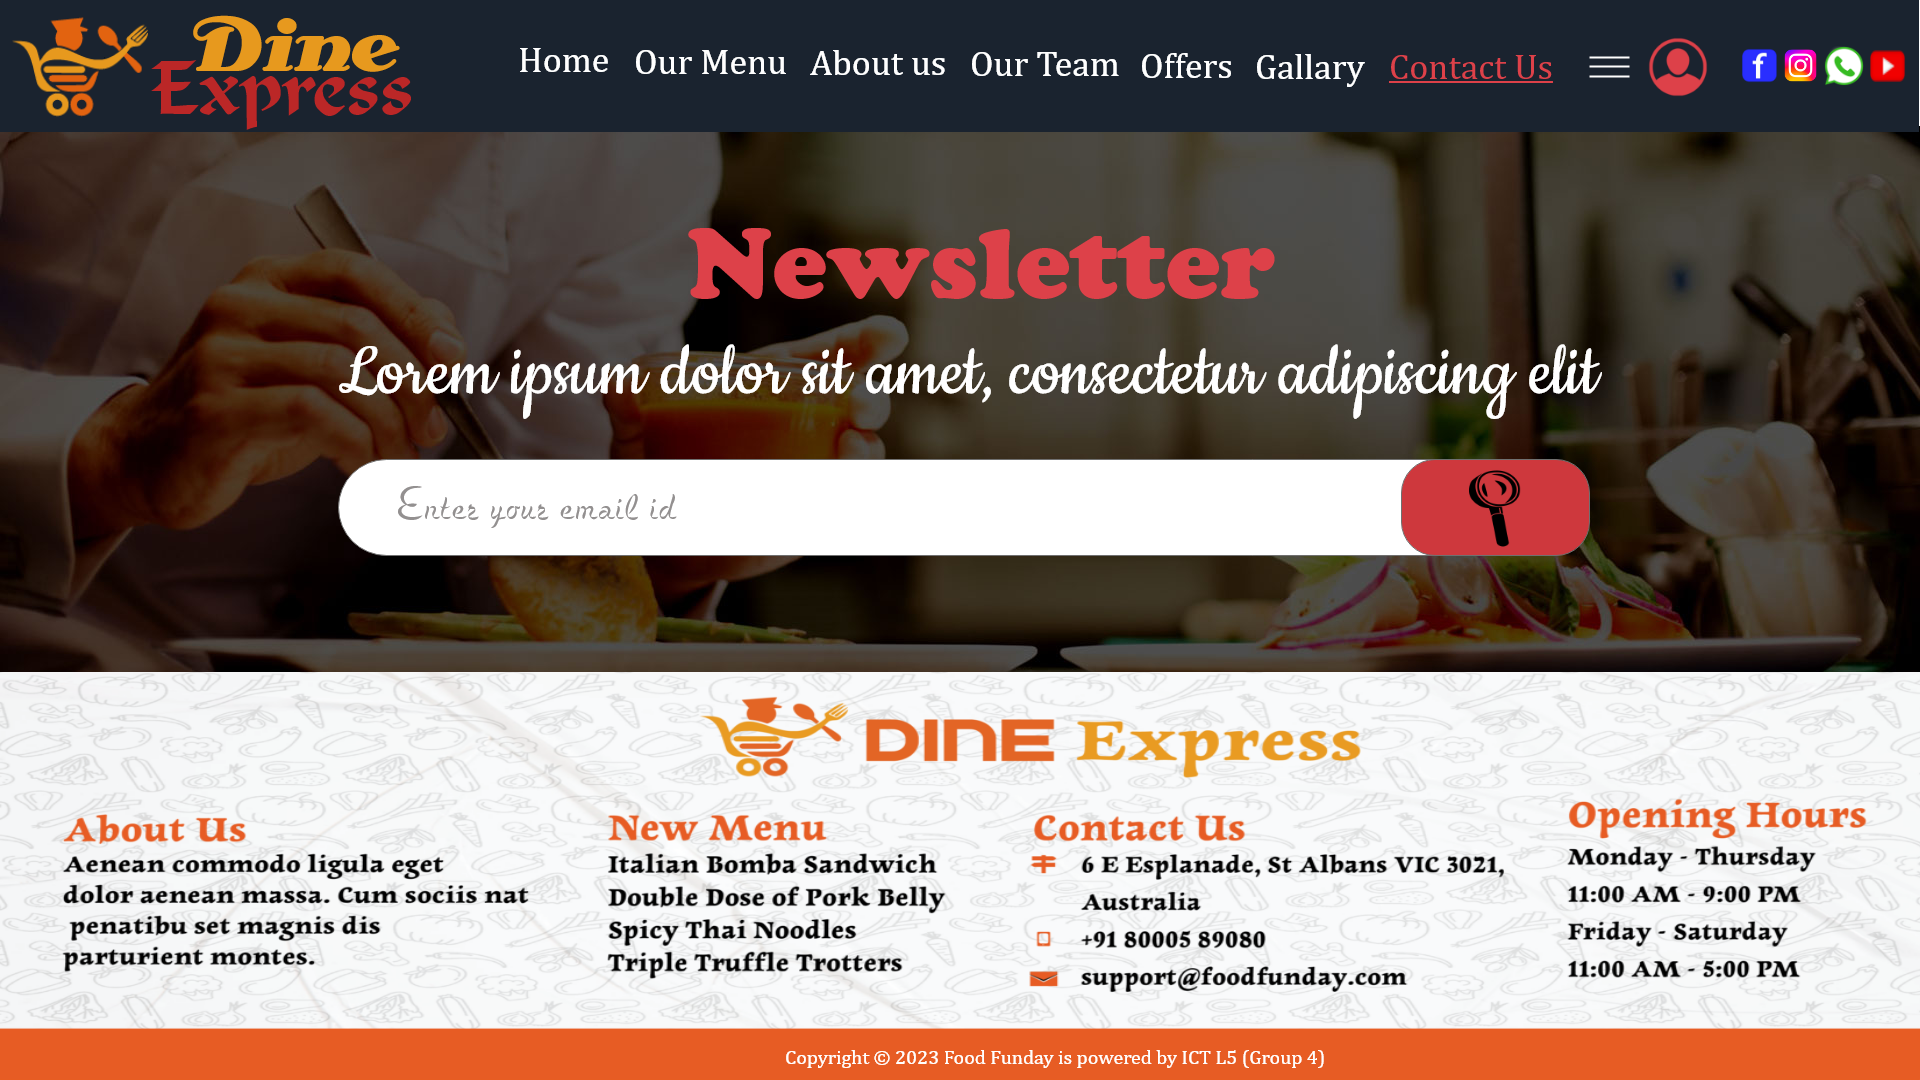 Dine
Express
Home Our Menu About us Our Team Offers Gallary Contact Us
Newsletter
Lorem ipsum dolor sit amet, consectetur adipiscing elit
Enter your email id
DINE Express
About Us
Aenean commodo ligula eget
dolor aenean massa. Cum sociis nat
penatibu set magnis dis
parturient montes.
New Menu
Italian Bomba Sandwich
Double Dose of Pork Belly
Spicy Thai Noodles
Triple Truffle Trotters
Contact Us
6 E Esplanade, St Albans VIC 3021,
Australia
+91 80005 89080
support@foodfunday.com
Opening Hours
Monday - Thursday
11:00 AM - 9:00 PM
Friday - Saturday
11:00 AM - 5:00 PM
Copyright © 2023 Food Funday is powered by ICT L5 (Group 4)